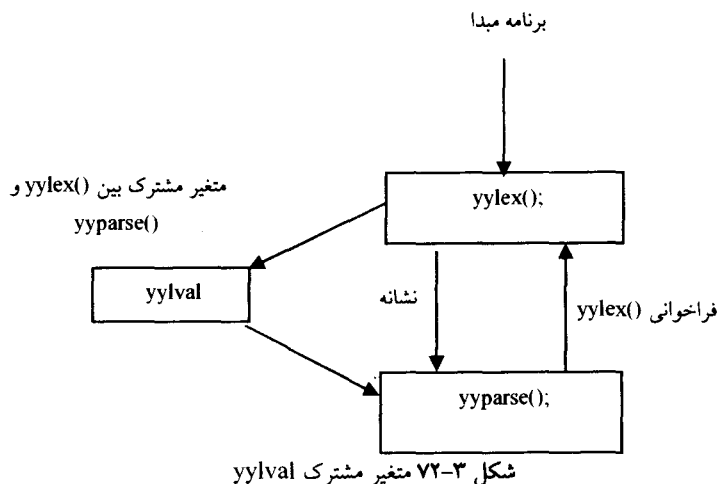 برنامه مبدا
yylex();
متغیر مشترک بین yylex() و
yyparse()
yylval
نشانه
فراخوانی yylex()
yyparse();
شکل ۳-۷۲ متغیر مشترک yylval